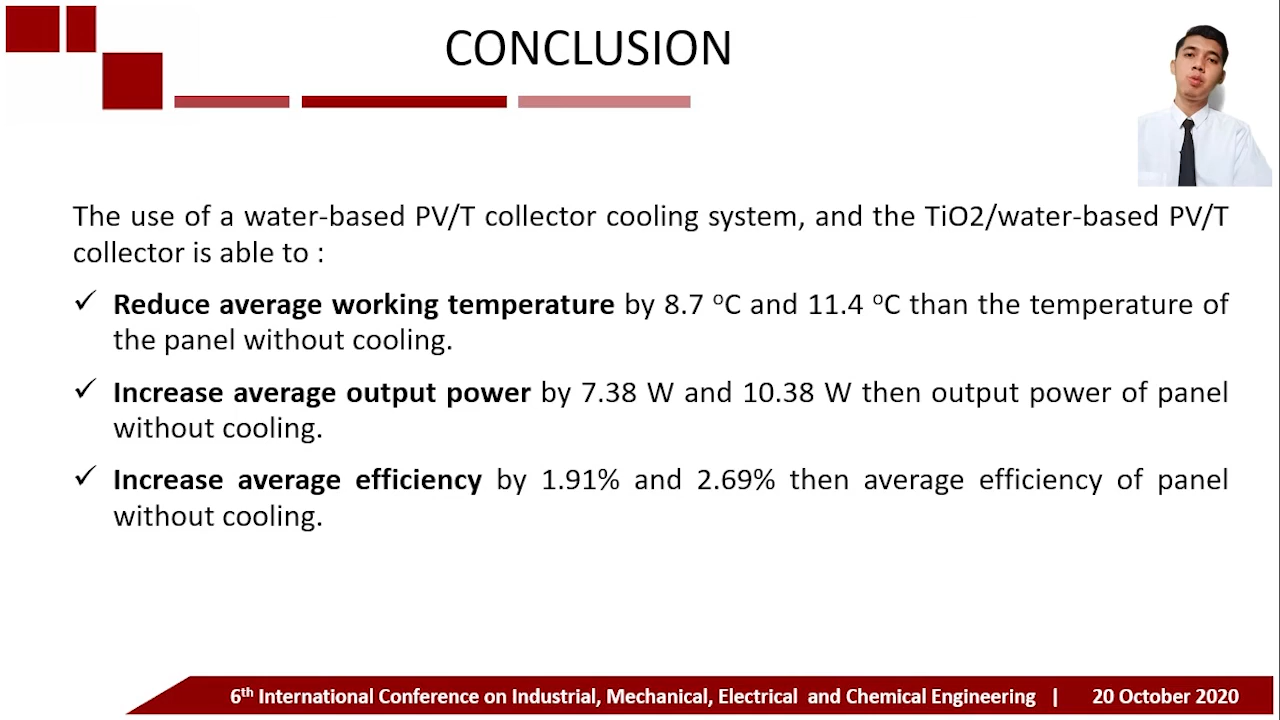 CONCLUSION
The use of a water-based PV/T collector cooling system, and the TiO2/water-based PV/T
collector is able to :
✓ Reduce average working temperature by 8.7 ᵒC and 11.4 ᵒC than the temperature of
the panel without cooling.
✓ Increase average output power by 7.38 W and 10.38 W then output power of panel
without cooling.
✓ Increase average efficiency by 1.91% and 2.69% then average efficiency of panel
without cooling.
6th International Conference on Industrial, Mechanical, Electrical and Chemical Engineering | 20 October 2020